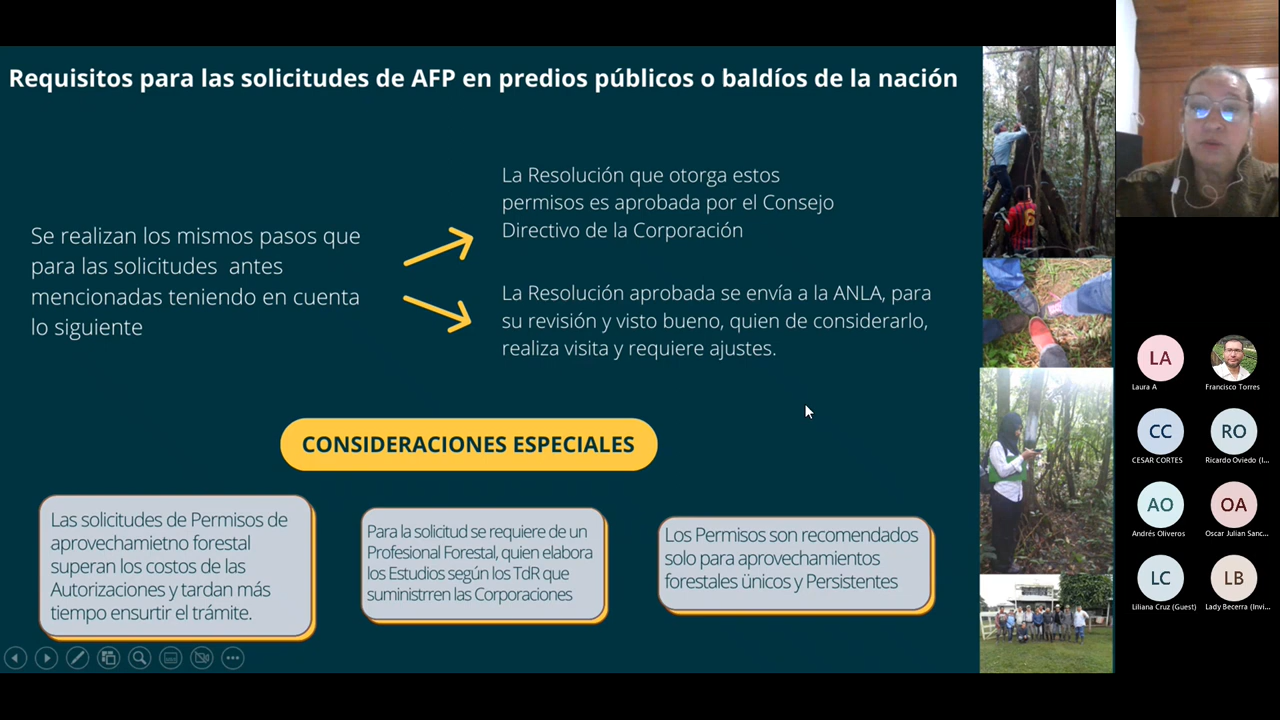 Requisitos para las solicitudes de AFP en predios públicos o baldíos de la nación
Se realizan los mismos pasos que
para las solicitudes antes
mencionadas teniendo en cuenta
lo siguiente
La Resolución que otorga estos
permisos es aprobada por el Consejo
Directivo de la Corporación
La Resolución aprobada se envía a la ANLA, para
su revisión y visto bueno, quien de considerarlo,
realiza visita y requiere ajustes.
CONSIDERACIONES ESPECIALES
Las solicitudes de Permisos de
aprovechamietno forestal
superan los costos de las
Autorizaciones y tardan más
tiempo ensurtir el trámite.
Para la solicitud se requiere de un
Profesional Forestal, quien elabora
los Estudios según los TdR que
suministrren las Corporaciones
Los Permisos son recomendados
solo para aprovechamientos
forestales ünicos y Persistentes
6
LA
Laura A
Francisco Torres
CC
CESAR CORTES
RO
Ricardo Oviedo (I...
AO
Andrés Oliveros
OA
Oscar Julian Sanc...
LC
Liliana Cruz (Guest)
LB
Lady Becerra (Invi...